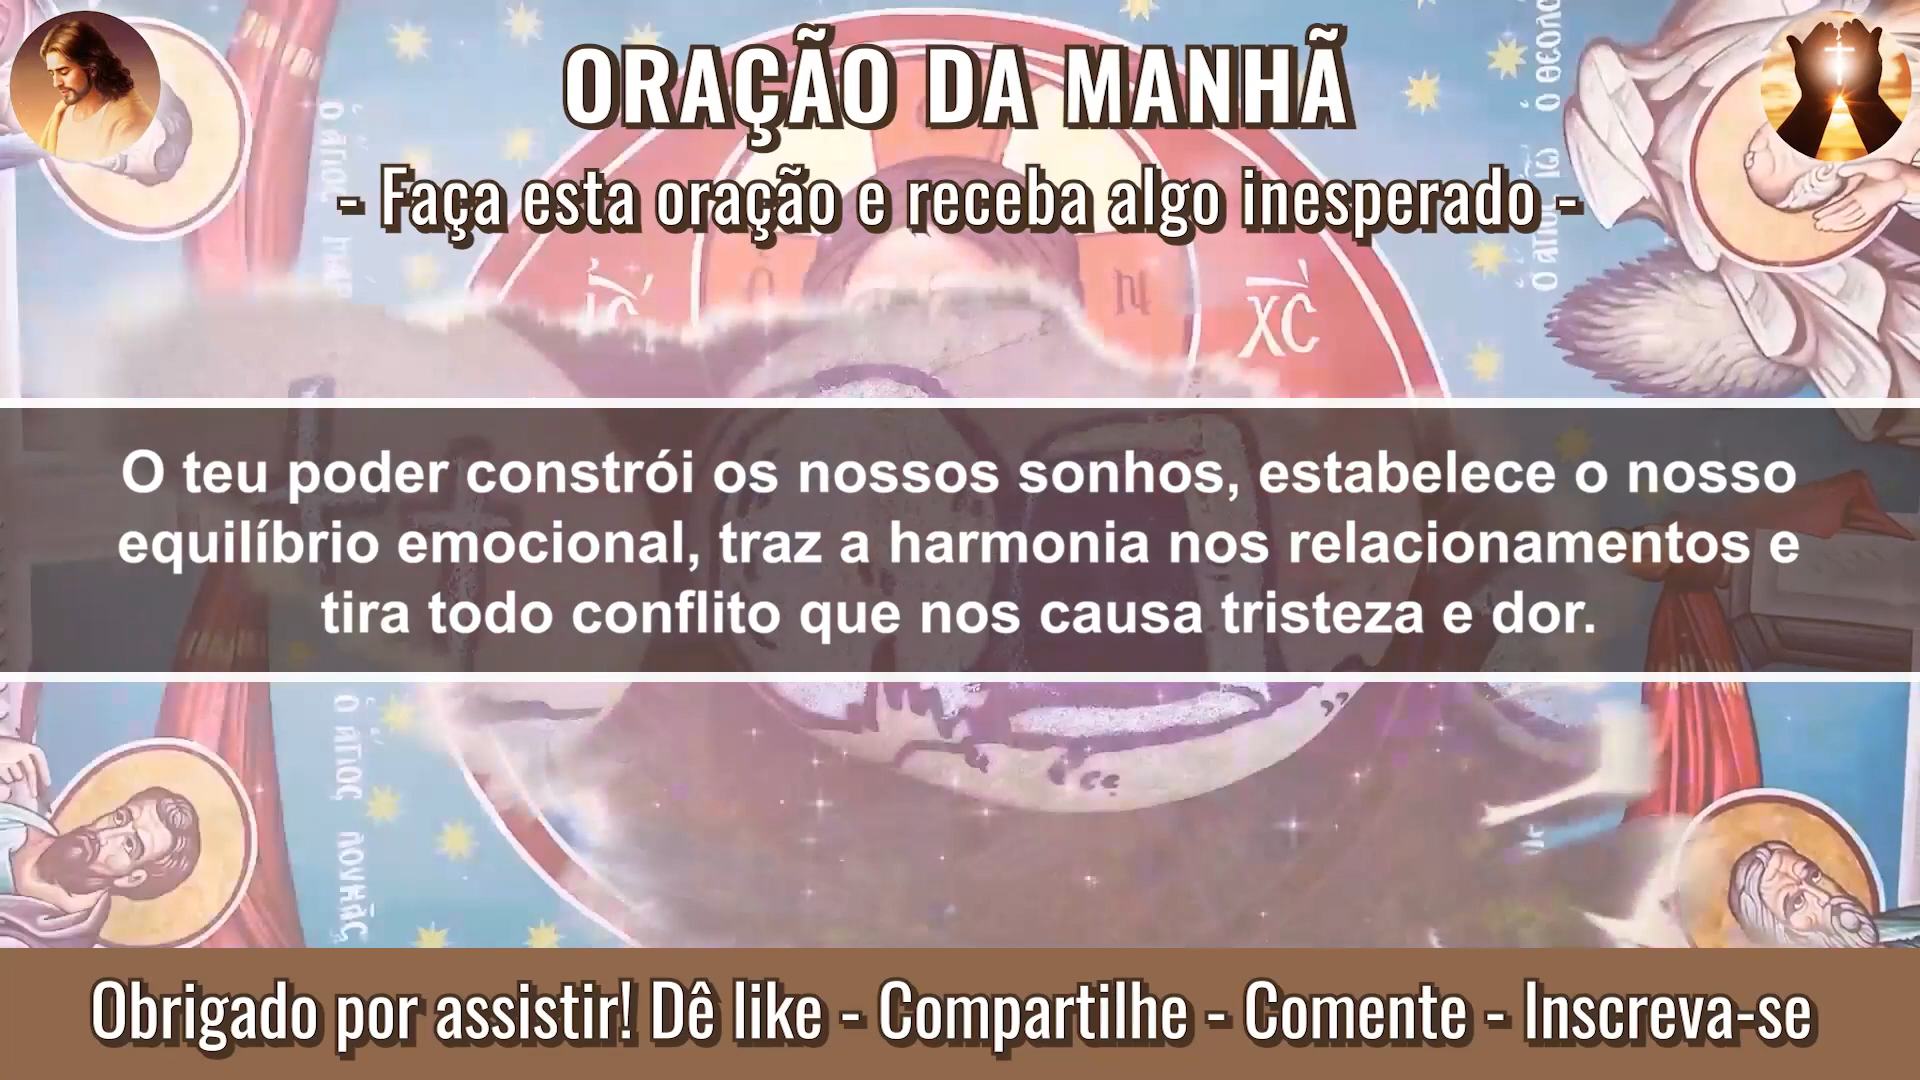 ORAÇÃO DA MANHÃ
- Faça esta oração e receba algo inesperado -
XC
O teu poder constrói os nossos sonhos, estabelece o nosso
equilíbrio emocional, traz a harmonia nos relacionamentos e
tira todo conflito que nos causa tristeza e dor.
Obrigado por assistir! Dê like - Compartilhe - Comente - Inscreva-se